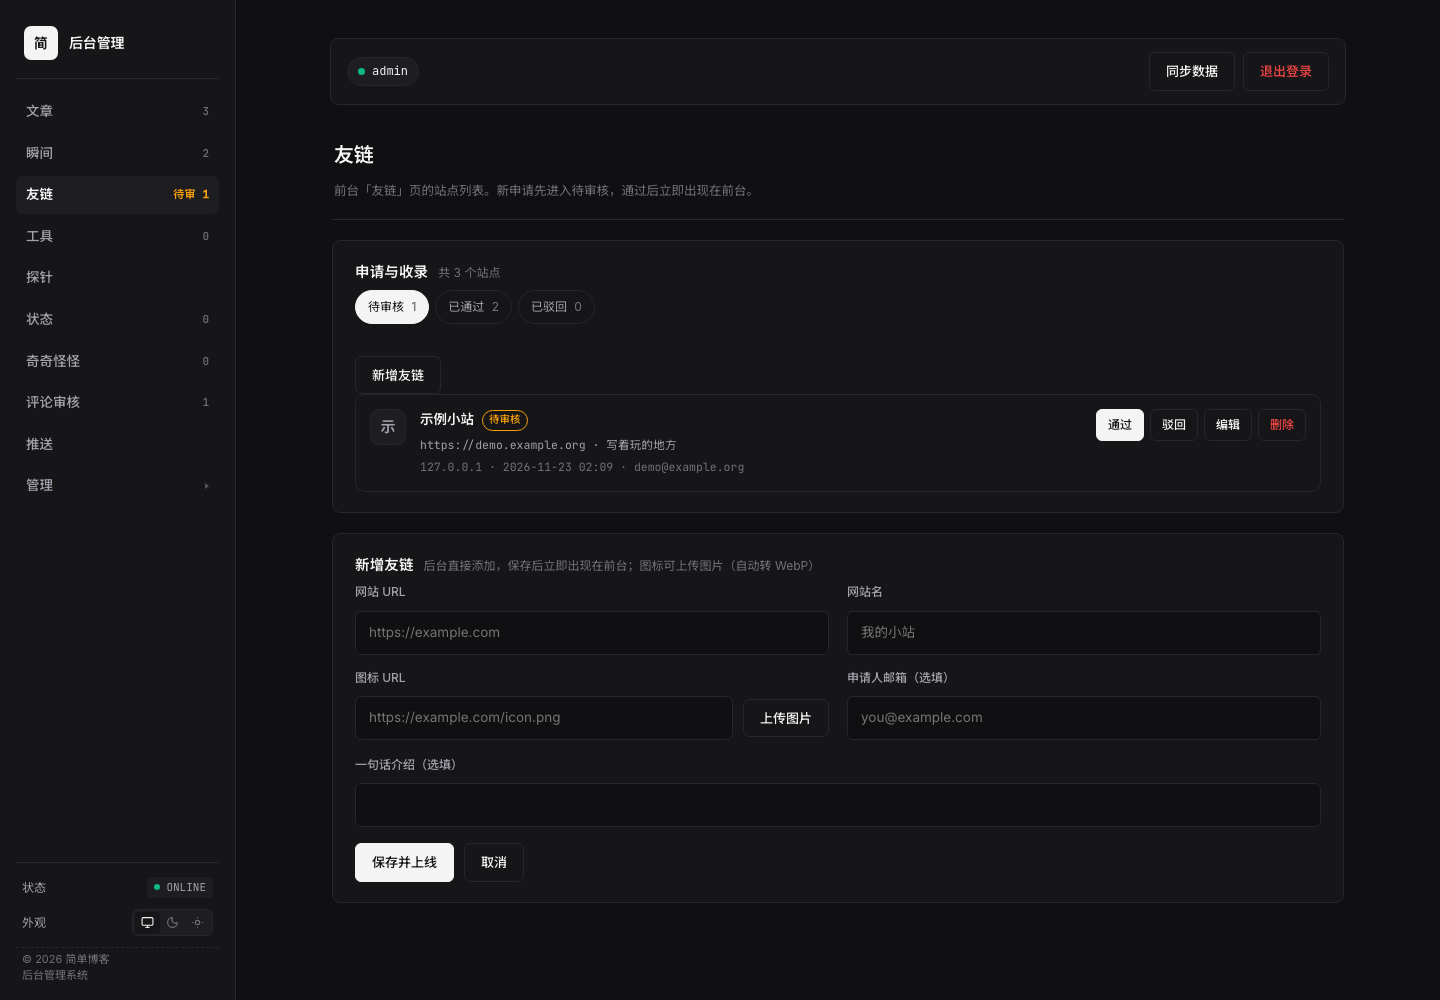 简 后台管理
文章 3
瞬间 2
友链 待审 1
工具 0
探针
状态 0
奇奇怪怪 0
评论审核 1
推送
管理
状态 ONLINE
外观
© 2026 简单博客
后台管理系统
admin 同步数据 退出登录
友链
前台「友链」页的站点列表。新申请先进入待审核，通过后立即出现在前台。
申请与收录 共 3 个站点
待审核 1 已通过 2 已驳回 0
新增友链
示 示例小站 待审核 通过 驳回 编辑 删除
https://demo.example.org · 写着玩的地方
127.0.0.1 · 2026-11-23 02:09 · demo@example.org
新增友链 后台直接添加，保存后立即出现在前台；图标可上传图片（自动转 WebP）
网站 URL 网站名
https://example.com 我的小站
图标 URL 申请人邮箱（选填）
https://example.com/icon.png 上传图片 you@example.com
一句话介绍（选填）
保存并上线 取消